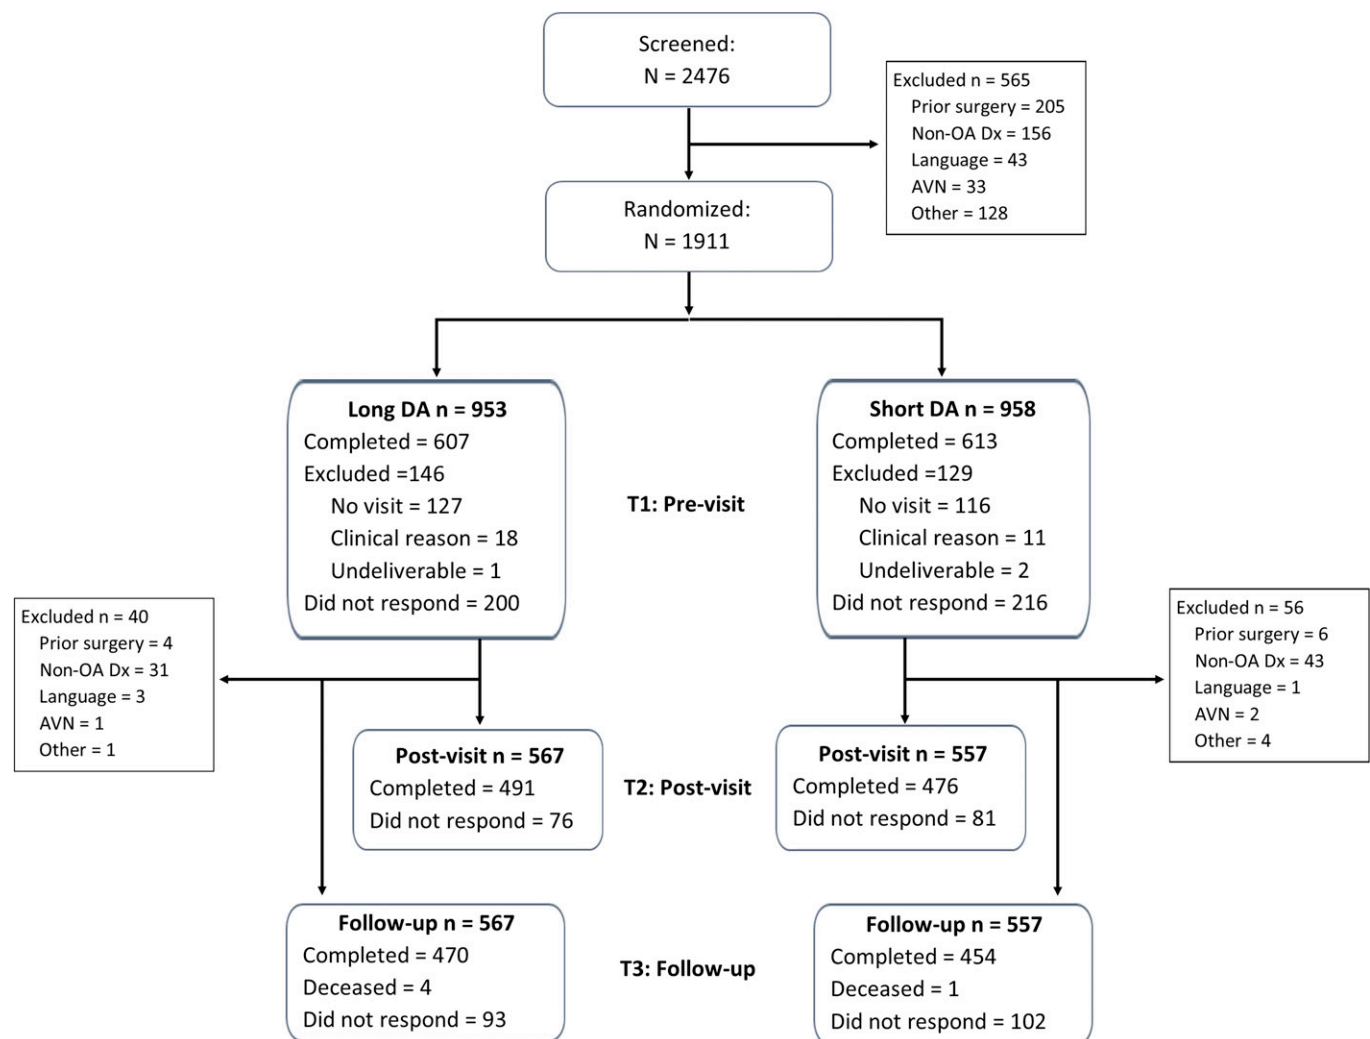 Screened:
N = 2476
Excluded n = 565
Prior surgery = 205
Non-OA Dx = 156
Language = 43
AVN = 33
Other = 128
Randomized:
N = 1911
Long DA n = 953
Completed = 607
Excluded =146
No visit = 127
Clinical reason = 18
Undeliverable = 1
Did not respond = 200
T1: Pre-visit
Short DA n = 958
Completed = 613
Excluded =129
No visit = 116
Clinical reason = 11
Undeliverable = 2
Did not respond = 216
Excluded n = 40
Prior surgery = 4
Non-OA Dx = 31
Language = 3
AVN = 1
Other = 1
Excluded n = 56
Prior surgery = 6
Non-OA Dx = 43
Language = 1
AVN = 2
Other = 4
Post-visit n = 567
Completed = 491
Did not respond = 76
T2: Post-visit
Post-visit n = 557
Completed = 476
Did not respond = 81
Follow-up n = 567
Completed = 470
Deceased = 4
Did not respond = 93
T3: Follow-up
Follow-up n = 557
Completed = 454
Deceased = 1
Did not respond = 102